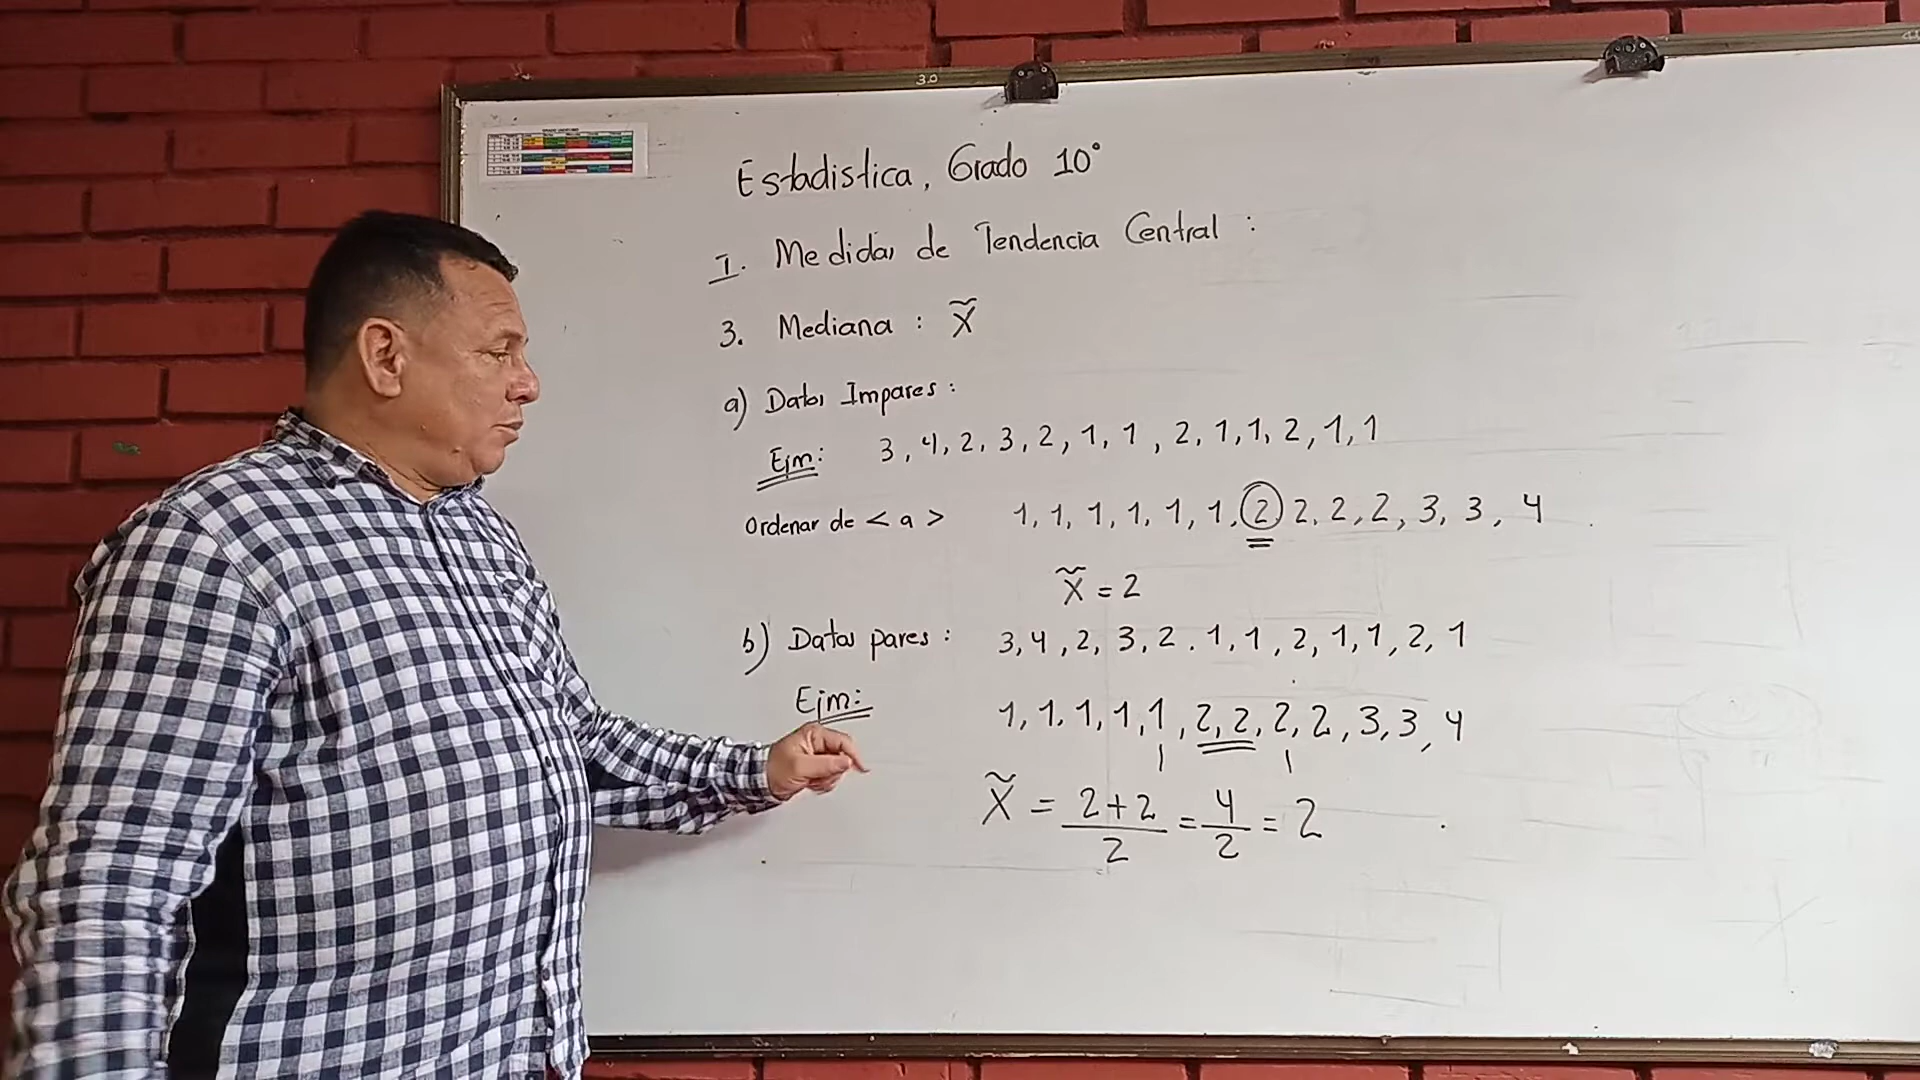 3.0
Estadistica, Grado 10°
I. Medidas de Tendencia Central :
3. Mediana : x̃
a) Datos Impares :
Ejm: 3, 4, 2, 3, 2, 1, 1, 2, 1, 1, 2, 1, 1
Ordenar de < a > 1, 1, 1, 1, 1, 1, 2 2, 2, 2, 3, 3, 4
x̃ = 2
b) Datos pares : 3, 4, 2, 3, 2. 1, 1, 2, 1, 1, 2, 1
Ejm: 1, 1, 1, 1, 1, 2, 2, 2, 2, 3, 3, 4
x̃ = 2+2/2 = 4/2 = 2